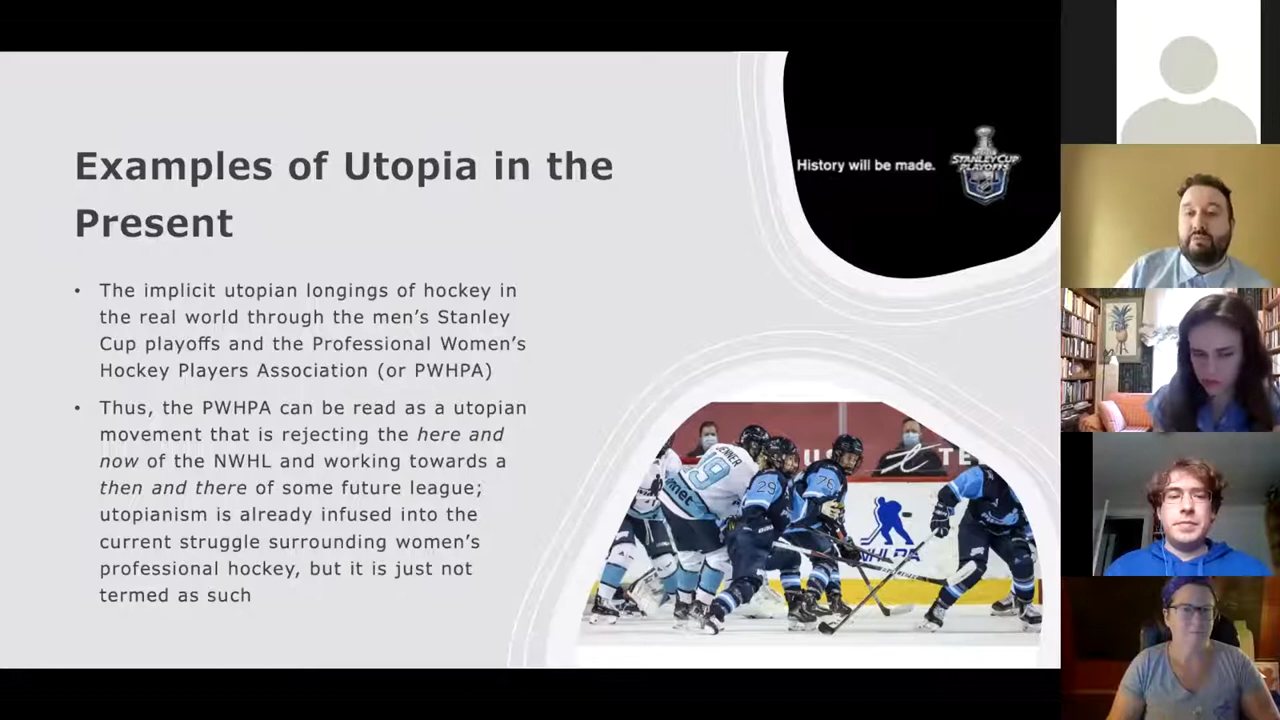 Examples of Utopia in the
Present
• The implicit utopian longings of hockey in
the real world through the men’s Stanley
Cup playoffs and the Professional Women’s
Hockey Players Association (or PWHPA)
• Thus, the PWHPA can be read as a utopian
movement that is rejecting the here and
now of the NWHL and working towards a
then and there of some future league;
utopianism is already infused into the
current struggle surrounding women’s
professional hockey, but it is just not
termed as such
History will be made.
STANLEY CUP
PLAYOFFS
19
29